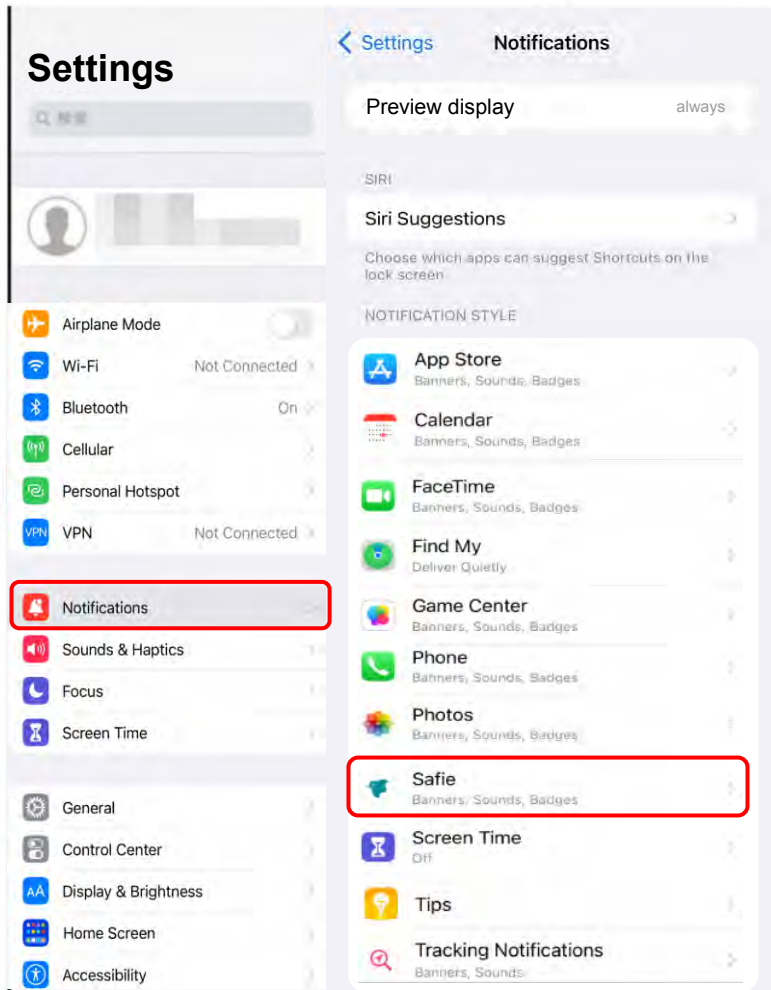 Settings
検索
Airplane Mode
Wi-Fi
Not Connected
Bluetooth
On
Cellular
Personal Hotspot
VPN
VPN
Not Connected
Notifications
Sounds & Haptics
Focus
Screen Time
General
Control Center
AA
Display & Brightness
Home Screen
Accessibility
Settings
Notifications
Preview display
always
SIRI
Siri Suggestions
Choose which apps can suggest Shortcuts on the
lock screen
NOTIFICATION STYLE
App Store
Banners, Sounds, Badges
Calendar
Banners, Sounds, Badges
FaceTime
Banners, Sounds, Badges
Find My
Deliver Quietly
Game Center
Banners, Sounds, Badges
Phone
Banners, Sounds, Badges
Photos
Banners, Sounds, Badges
Safie
Banners, Sounds, Badges
Screen Time
Off
Tips
Tracking Notifications
Banners, Sounds